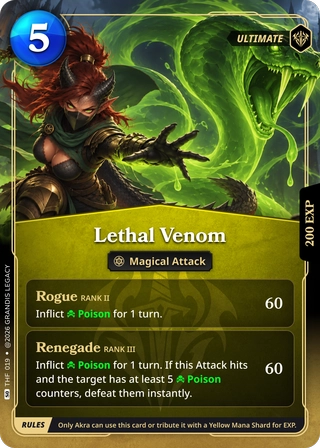 5
ULTIMATE
200 EXP
Lethal Venom
Magical Attack
Rogue RANK II
60
Inflict Poison for 1 turn.
Renegade RANK III
60
Inflict Poison for 1 turn. If this Attack hits
and the target has at least 5 Poison
counters, defeat them instantly.
THF 019 • @2026 GRANDIS LEGACY
RULES
Only Akra can use this card or tribute it with a Yellow Mana Shard for EXP.